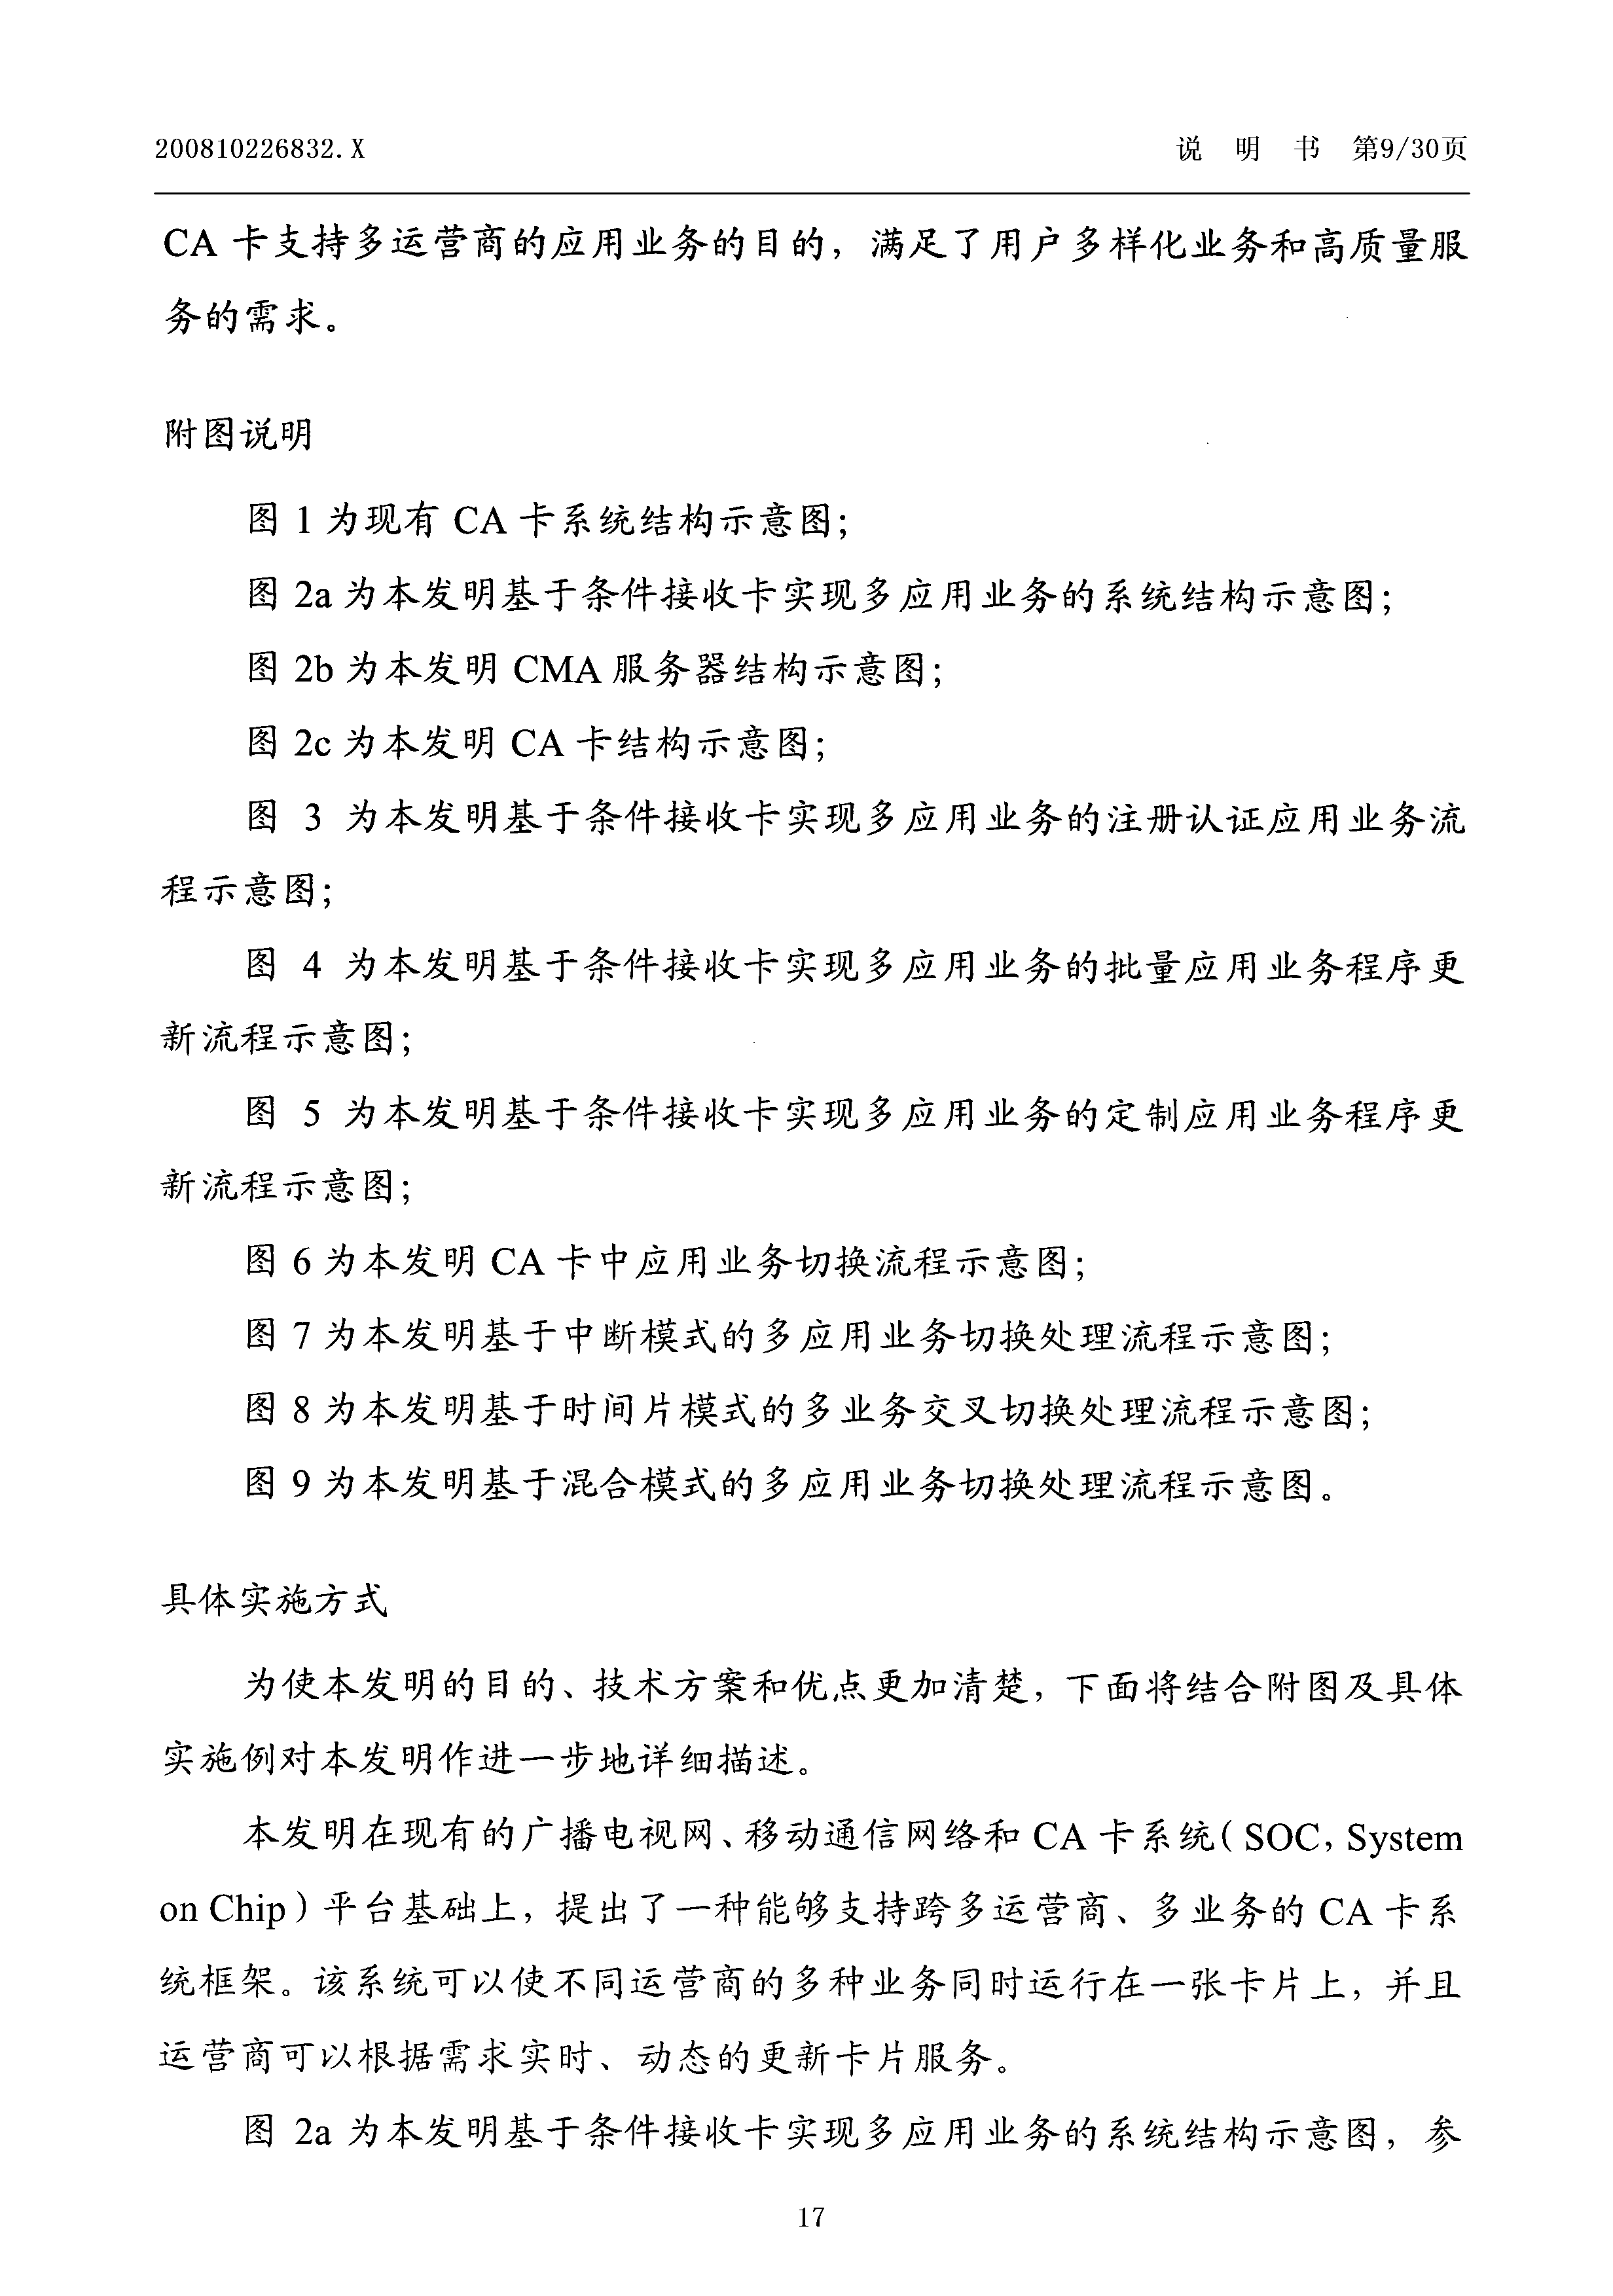 200810226832.X
说 明 书 第9/30页
CA 卡支持多运营商的应用业务的目的，满足了用户多样化业务和高质量服
务的需求。
附图说明
图 1 为现有 CA 卡系统结构示意图；
图 2a 为本发明基于条件接收卡实现多应用业务的系统结构示意图；
图 2b 为本发明 CMA 服务器结构示意图；
图 2c 为本发明 CA 卡结构示意图；
图 3 为本发明基于条件接收卡实现多应用业务的注册认证应用业务流
程示意图；
图 4 为本发明基于条件接收卡实现多应用业务的批量应用业务程序更
新流程示意图；
图 5 为本发明基于条件接收卡实现多应用业务的定制应用业务程序更
新流程示意图；
图 6 为本发明 CA 卡中应用业务切换流程示意图；
图 7 为本发明基于中断模式的多应用业务切换处理流程示意图；
图 8 为本发明基于时间片模式的多业务交叉切换处理流程示意图；
图 9 为本发明基于混合模式的多应用业务切换处理流程示意图。
具体实施方式
为使本发明的目的、技术方案和优点更加清楚，下面将结合附图及具体
实施例对本发明作进一步地详细描述。
本发明在现有的广播电视网、移动通信网络和 CA 卡系统（SOC，System
on Chip）平台基础上，提出了一种能够支持跨多运营商、多业务的 CA 卡系
统框架。该系统可以使不同运营商的多种业务同时运行在一张卡片上，并且
运营商可以根据需求实时、动态的更新卡片服务。
图 2a 为本发明基于条件接收卡实现多应用业务的系统结构示意图，参
17